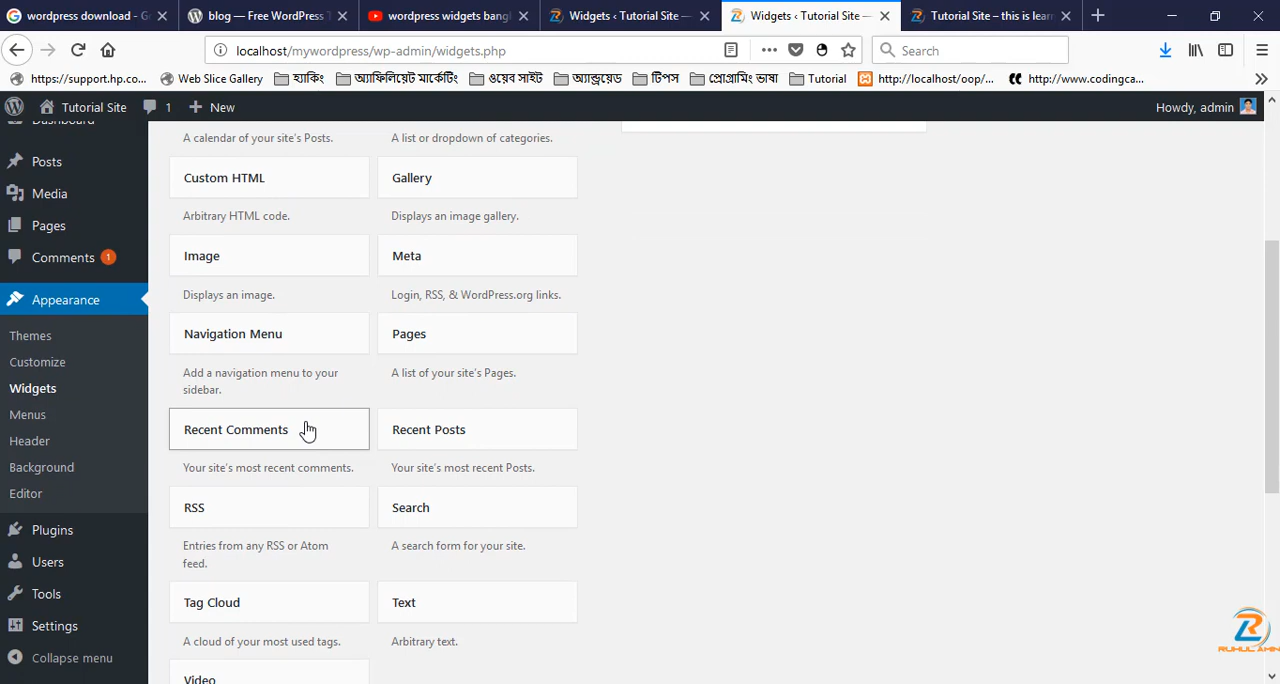 wordpress download - Go
blog — Free WordPress T
wordpress widgets bangl
Widgets ‹ Tutorial Site —
Widgets ‹ Tutorial Site —
Tutorial Site – this is lear
localhost/mywordpress/wp-admin/widgets.php
Search
https://support.hp.co...
Web Slice Gallery
হ্যাকিং
অ্যাফিলিয়েট মার্কেটিং
ওয়েব সাইট
অ্যান্ড্রয়েড
টিপস
প্রোগ্রামিং ভাষা
Tutorial
http://localhost/oop/...
http://www.codingca...
Tutorial Site
1
New
Howdy, admin
Dashboard
Posts
Media
Pages
Comments 1
Appearance
Themes
Customize
Widgets
Menus
Header
Background
Editor
Plugins
Users
Tools
Settings
Collapse menu
A calendar of your site's Posts.
A list or dropdown of categories.
Custom HTML
Gallery
Arbitrary HTML code.
Displays an image gallery.
Image
Meta
Displays an image.
Login, RSS, & WordPress.org links.
Navigation Menu
Pages
Add a navigation menu to your
sidebar.
A list of your site's Pages.
Recent Comments
Recent Posts
Your site's most recent comments.
Your site's most recent Posts.
RSS
Search
Entries from any RSS or Atom
feed.
A search form for your site.
Tag Cloud
Text
A cloud of your most used tags.
Arbitrary text.
Video
RUHUL AMIN